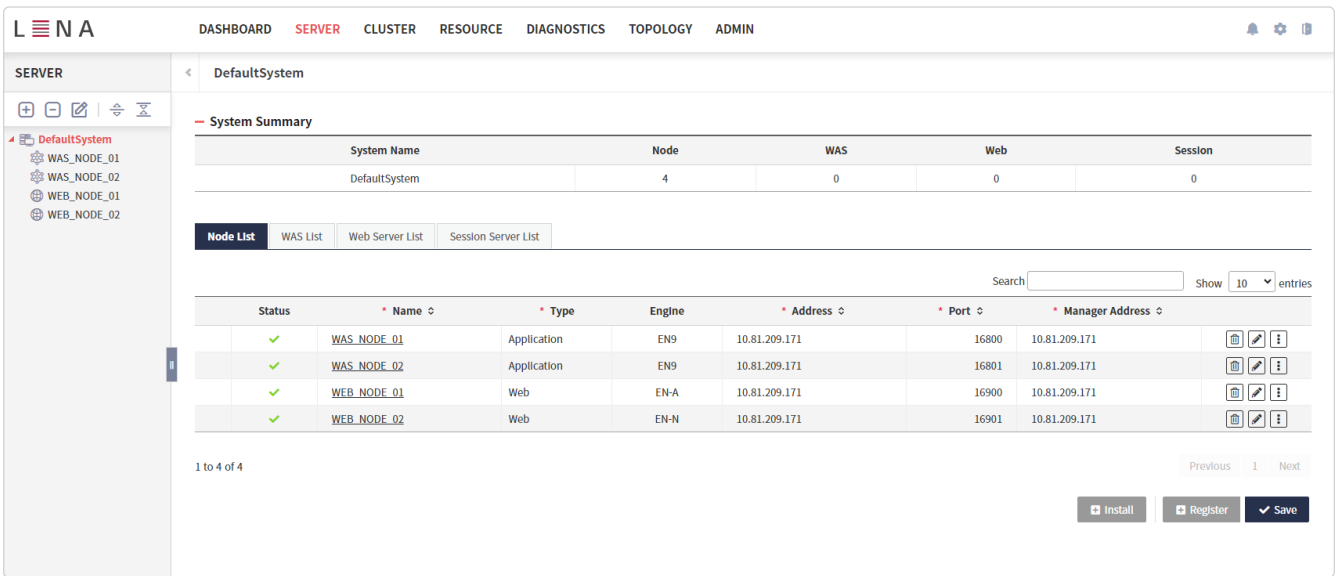 LENA DASHBOARD SERVER CLUSTER RESOURCE DIAGNOSTICS TOPOLOGY ADMIN
SERVER
DefaultSystem
WAS_NODE_01
WAS_NODE_02
WEB_NODE_01
WEB_NODE_02
DefaultSystem
System Summary
System Name Node WAS Web Session
DefaultSystem 4 0 0 0
Node List WAS List Web Server List Session Server List
Search Show 10 entries
Status * Name * Type Engine * Address * Port * Manager Address
WAS_NODE_01 Application EN9 10.81.209.171 16800 10.81.209.171
WAS_NODE_02 Application EN9 10.81.209.171 16801 10.81.209.171
WEB_NODE_01 Web EN-A 10.81.209.171 16900 10.81.209.171
WEB_NODE_02 Web EN-N 10.81.209.171 16901 10.81.209.171
1 to 4 of 4
Previous 1 Next
Install Register Save